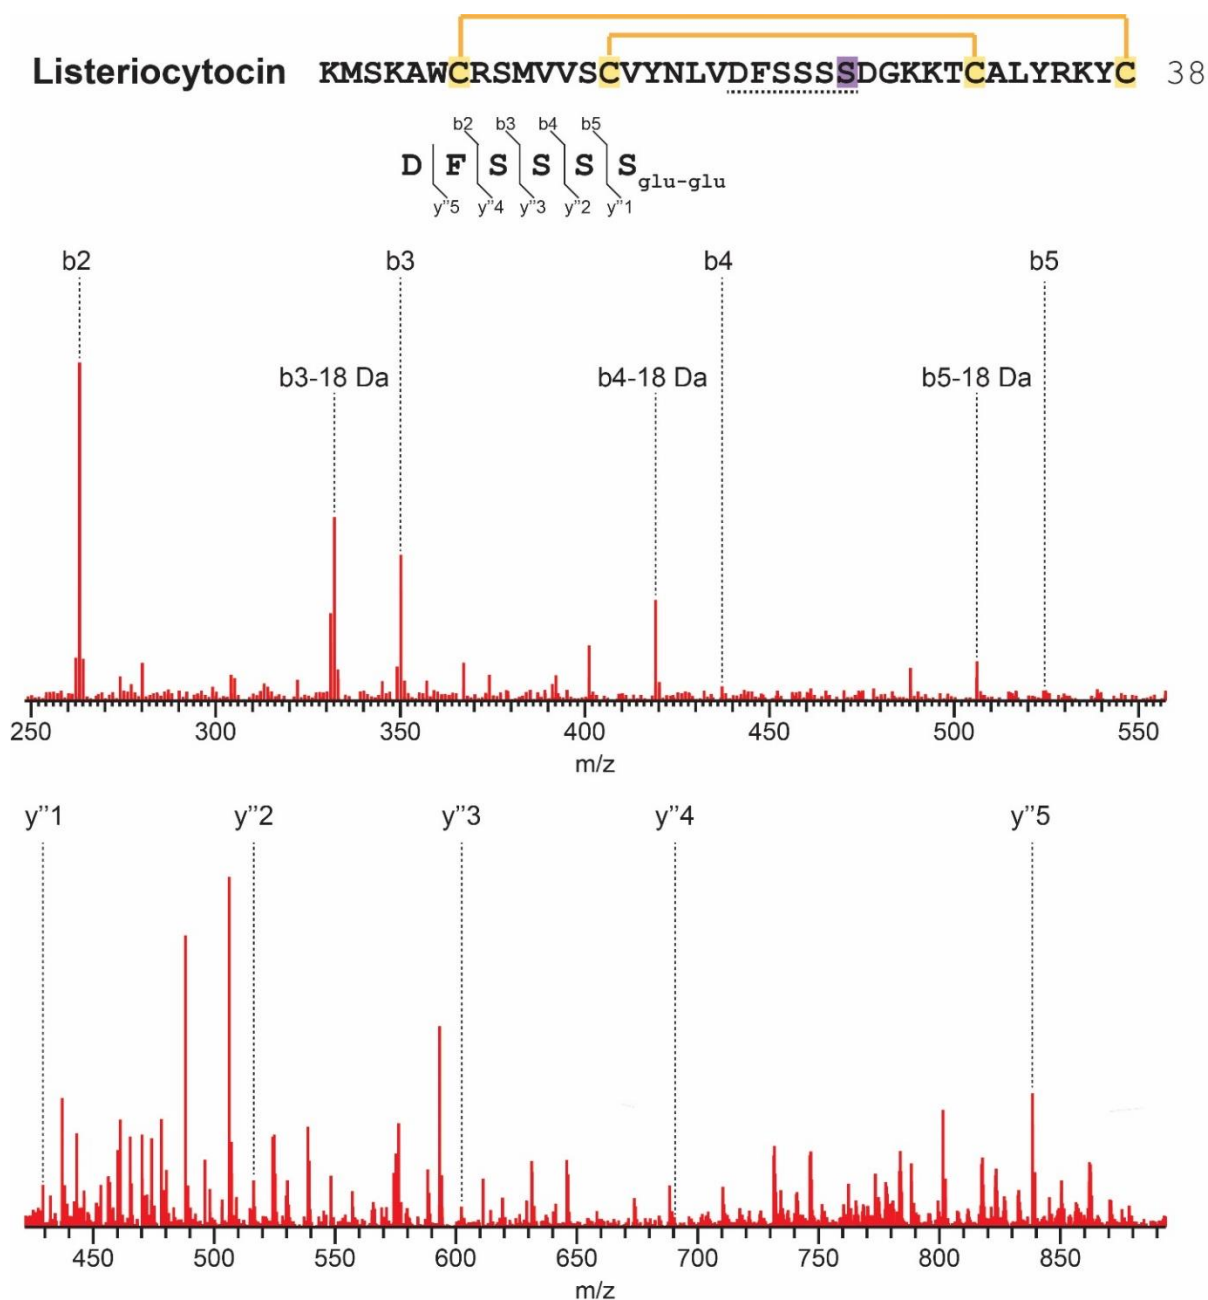 Listeriocytocin KMSKAWCRSMVVSCVYNLVDFSSSSDGKKTCALYRKYC 38
b2 b3 b4 b5
D F S S S S glu-glu
y"5 y"4 y"3 y"2 y"1
b2 b3 b4 b5
b3-18 Da b4-18 Da b5-18 Da
250 300 350 400 450 500 550
m/z
y"1 y"2 y"3 y"4 y"5
450 500 550 600 650 700 750 800 850
m/z